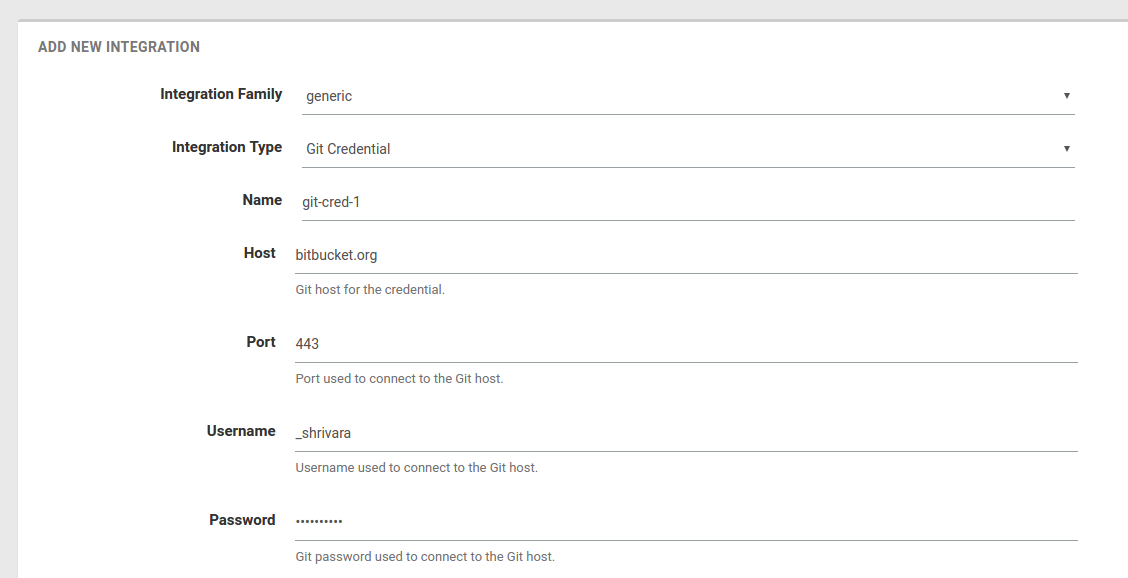 ADD NEW INTEGRATION
Integration Family generic
Integration Type Git Credential
Name git-cred-1
Host bitbucket.org
Git host for the credential.
Port 443
Port used to connect to the Git host.
Username _shrivara
Username used to connect to the Git host.
Password ••••••••••
Git password used to connect to the Git host.